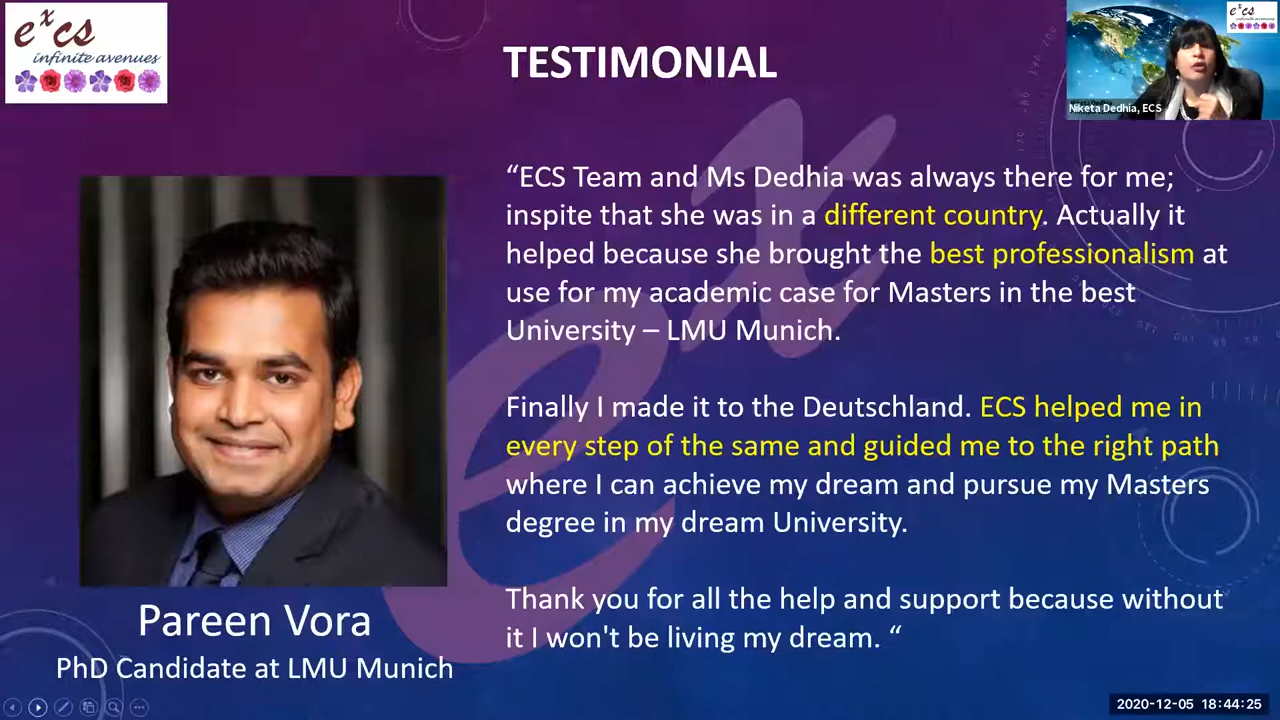 excs
infinite avenues
TESTIMONIAL
Niketa Dedhia, ECS
“ECS Team and Ms Dedhia was always there for me;
inspite that she was in a different country. Actually it
helped because she brought the best professionalism at
use for my academic case for Masters in the best
University – LMU Munich.
Finally I made it to the Deutschland. ECS helped me in
every step of the same and guided me to the right path
where I can achieve my dream and pursue my Masters
degree in my dream University.
Thank you for all the help and support because without
it I won't be living my dream. “
Pareen Vora
PhD Candidate at LMU Munich
2020-12-05 18:44:25